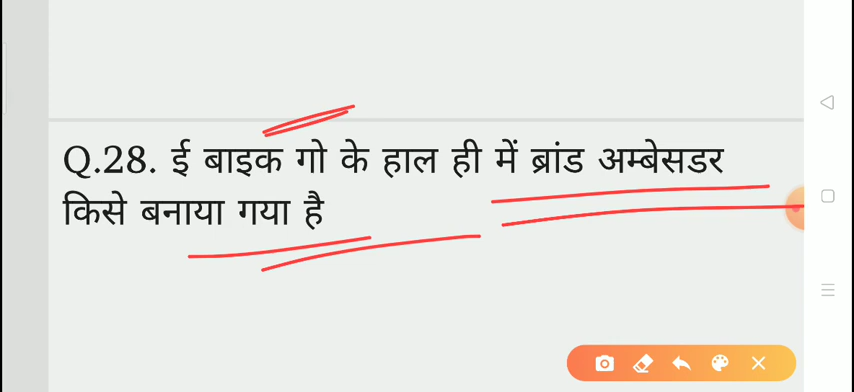 Q.28. ई बाइक गो के हाल ही में ब्रांड अम्बेसडर
किसे बनाया गया है